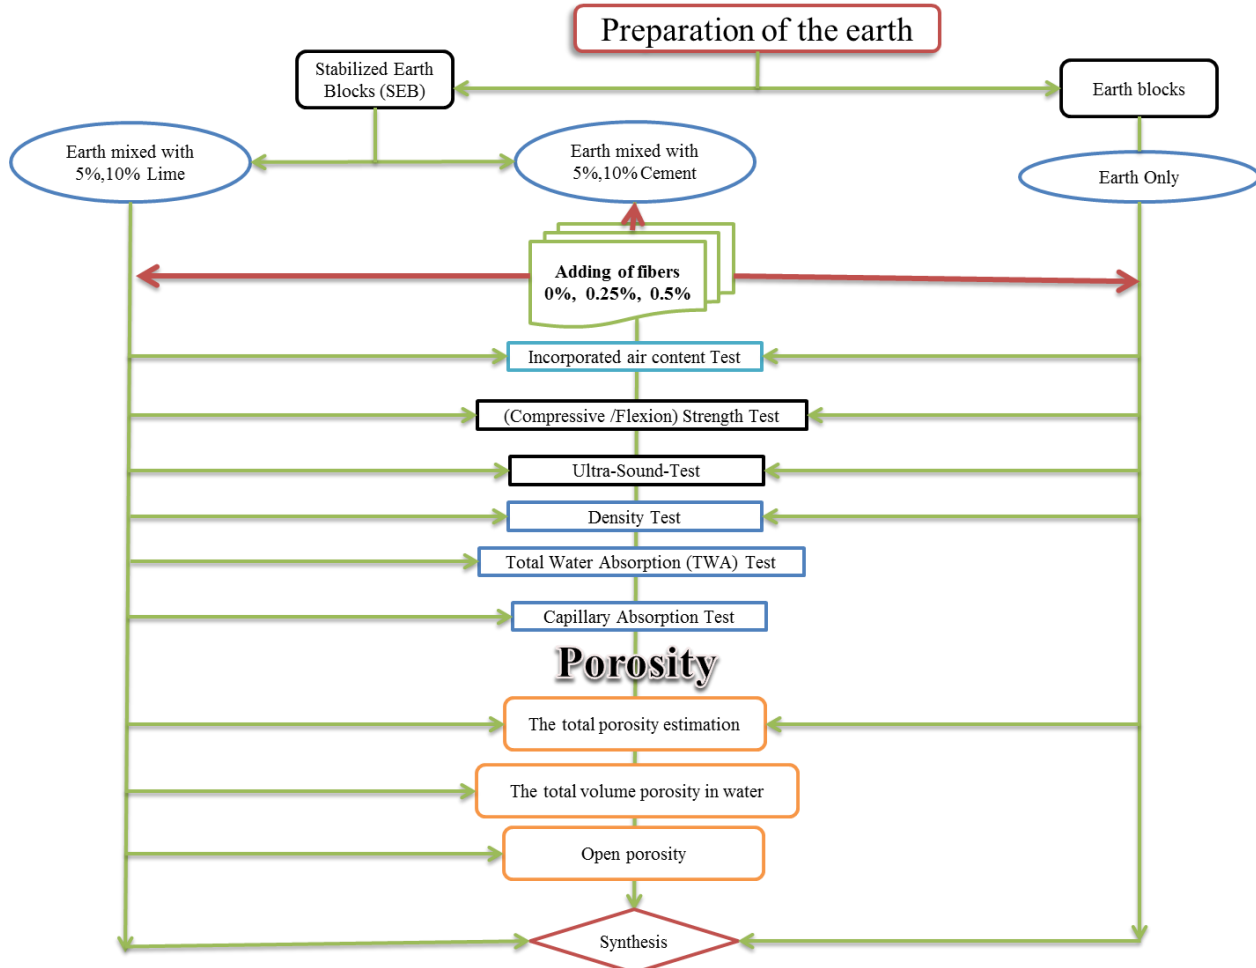 Preparation of the earth
Stabilized Earth
Blocks (SEB)
Earth blocks
Earth mixed with
5%,10% Lime
Earth mixed with
5%,10% Cement
Earth Only
Adding of fibers
0%, 0.25%, 0.5%
Incorporated air content Test
(Compressive /Flexion) Strength Test
Ultra-Sound-Test
Density Test
Total Water Absorption (TWA) Test
Capillary Absorption Test
Porosity
The total porosity estimation
The total volume porosity in water
Open porosity
Synthesis